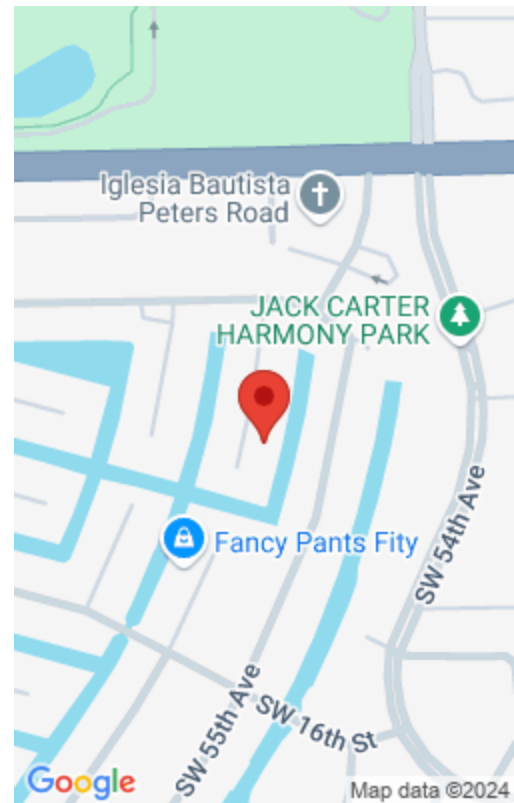 Iglesia Bautista
Peters Road
JACK CARTER
HARMONY PARK
SW 54th Ave
Fancy Pants Fity
SW 55th Ave
SW 16th St
Google
Map data ©2024